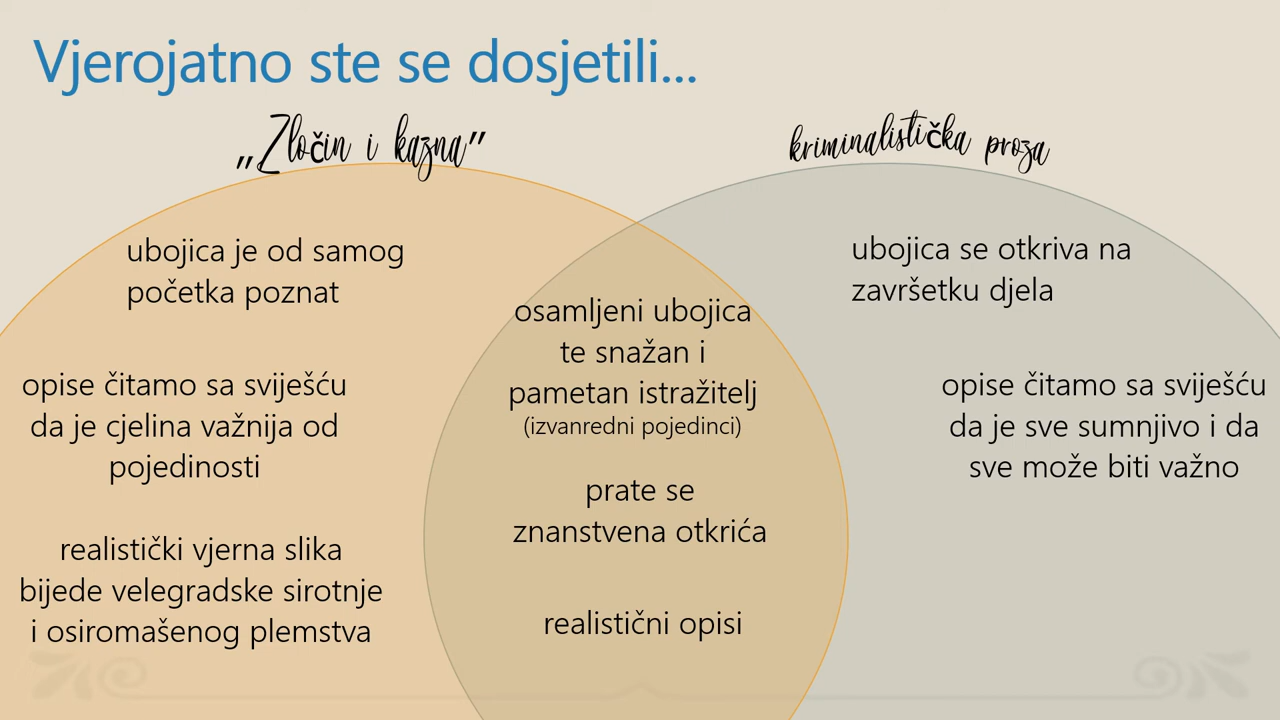 Vjerojatno ste se dosjetili...
„Zločin i kazna”
kriminalistička proza
ubojica je od samog
početka poznat
opise čitamo sa sviješću
da je cjelina važnija od
pojedinosti
realistički vjerna slika
bijede velegradske sirotnje
i osiromašenog plemstva
osamljeni ubojica
te snažan i
pametan istražitelj
(izvanredni pojedinci)
prate se
znanstvena otkrića
realistični opisi
ubojica se otkriva na
završetku djela
opise čitamo sa sviješću
da je sve sumnjivo i da
sve može biti važno